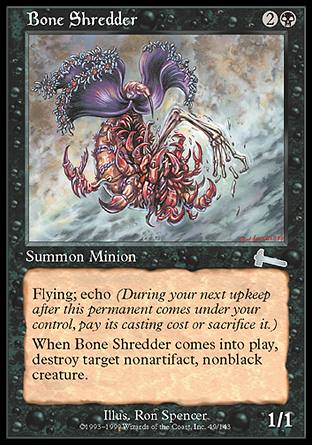 Bone Shredder 2
Summon Minion
Flying; echo (During your next upkeep
after this permanent comes under your
control, pay its casting cost or sacrifice it.)
When Bone Shredder comes into play,
destroy target nonartifact, nonblack
creature.
Illus. Ron Spencer
©1993–1999 Wizards of the Coast, Inc. 49/143
1/1